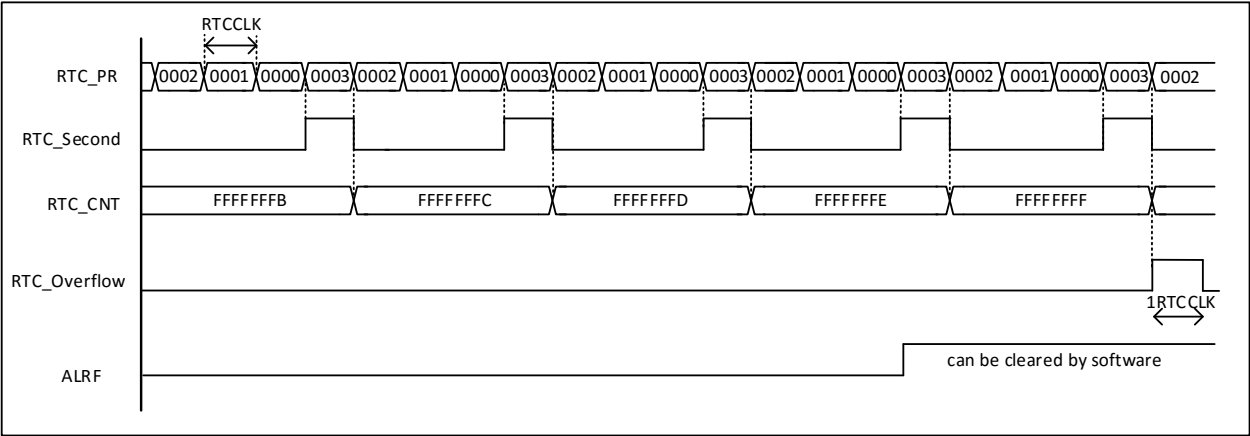 RTCCLK
RTC_PR 0002 0001 0000 0003 0002 0001 0000 0003 0002 0001 0000 0003 0002 0001 0000 0003 0002 0001 0000 0003 0002
RTC_Second
RTC_CNT FFFFFFFB FFFFFFFC FFFFFFFD FFFFFFFE FFFFFFFF
RTC_Overflow
1RTCCLK
ALRF can be cleared by software